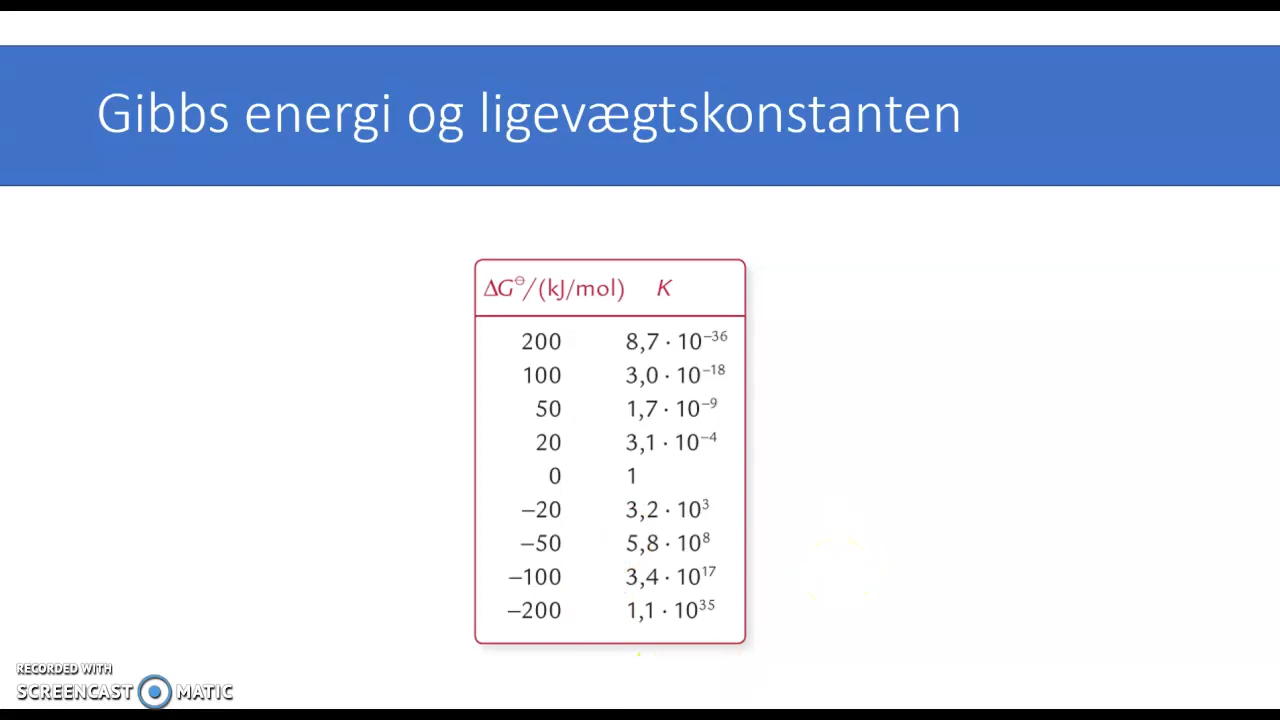 Gibbs energi og ligevægtskonstanten
ΔG⊖/(kJ/mol) K
200 8,7 · 10⁻³⁶
100 3,0 · 10⁻¹⁸
50 1,7 · 10⁻⁹
20 3,1 · 10⁻⁴
0 1
−20 3,2 · 10³
−50 5,8 · 10⁸
−100 3,4 · 10¹⁷
−200 1,1 · 10³⁵
RECORDED WITH
SCREENCAST MATIC